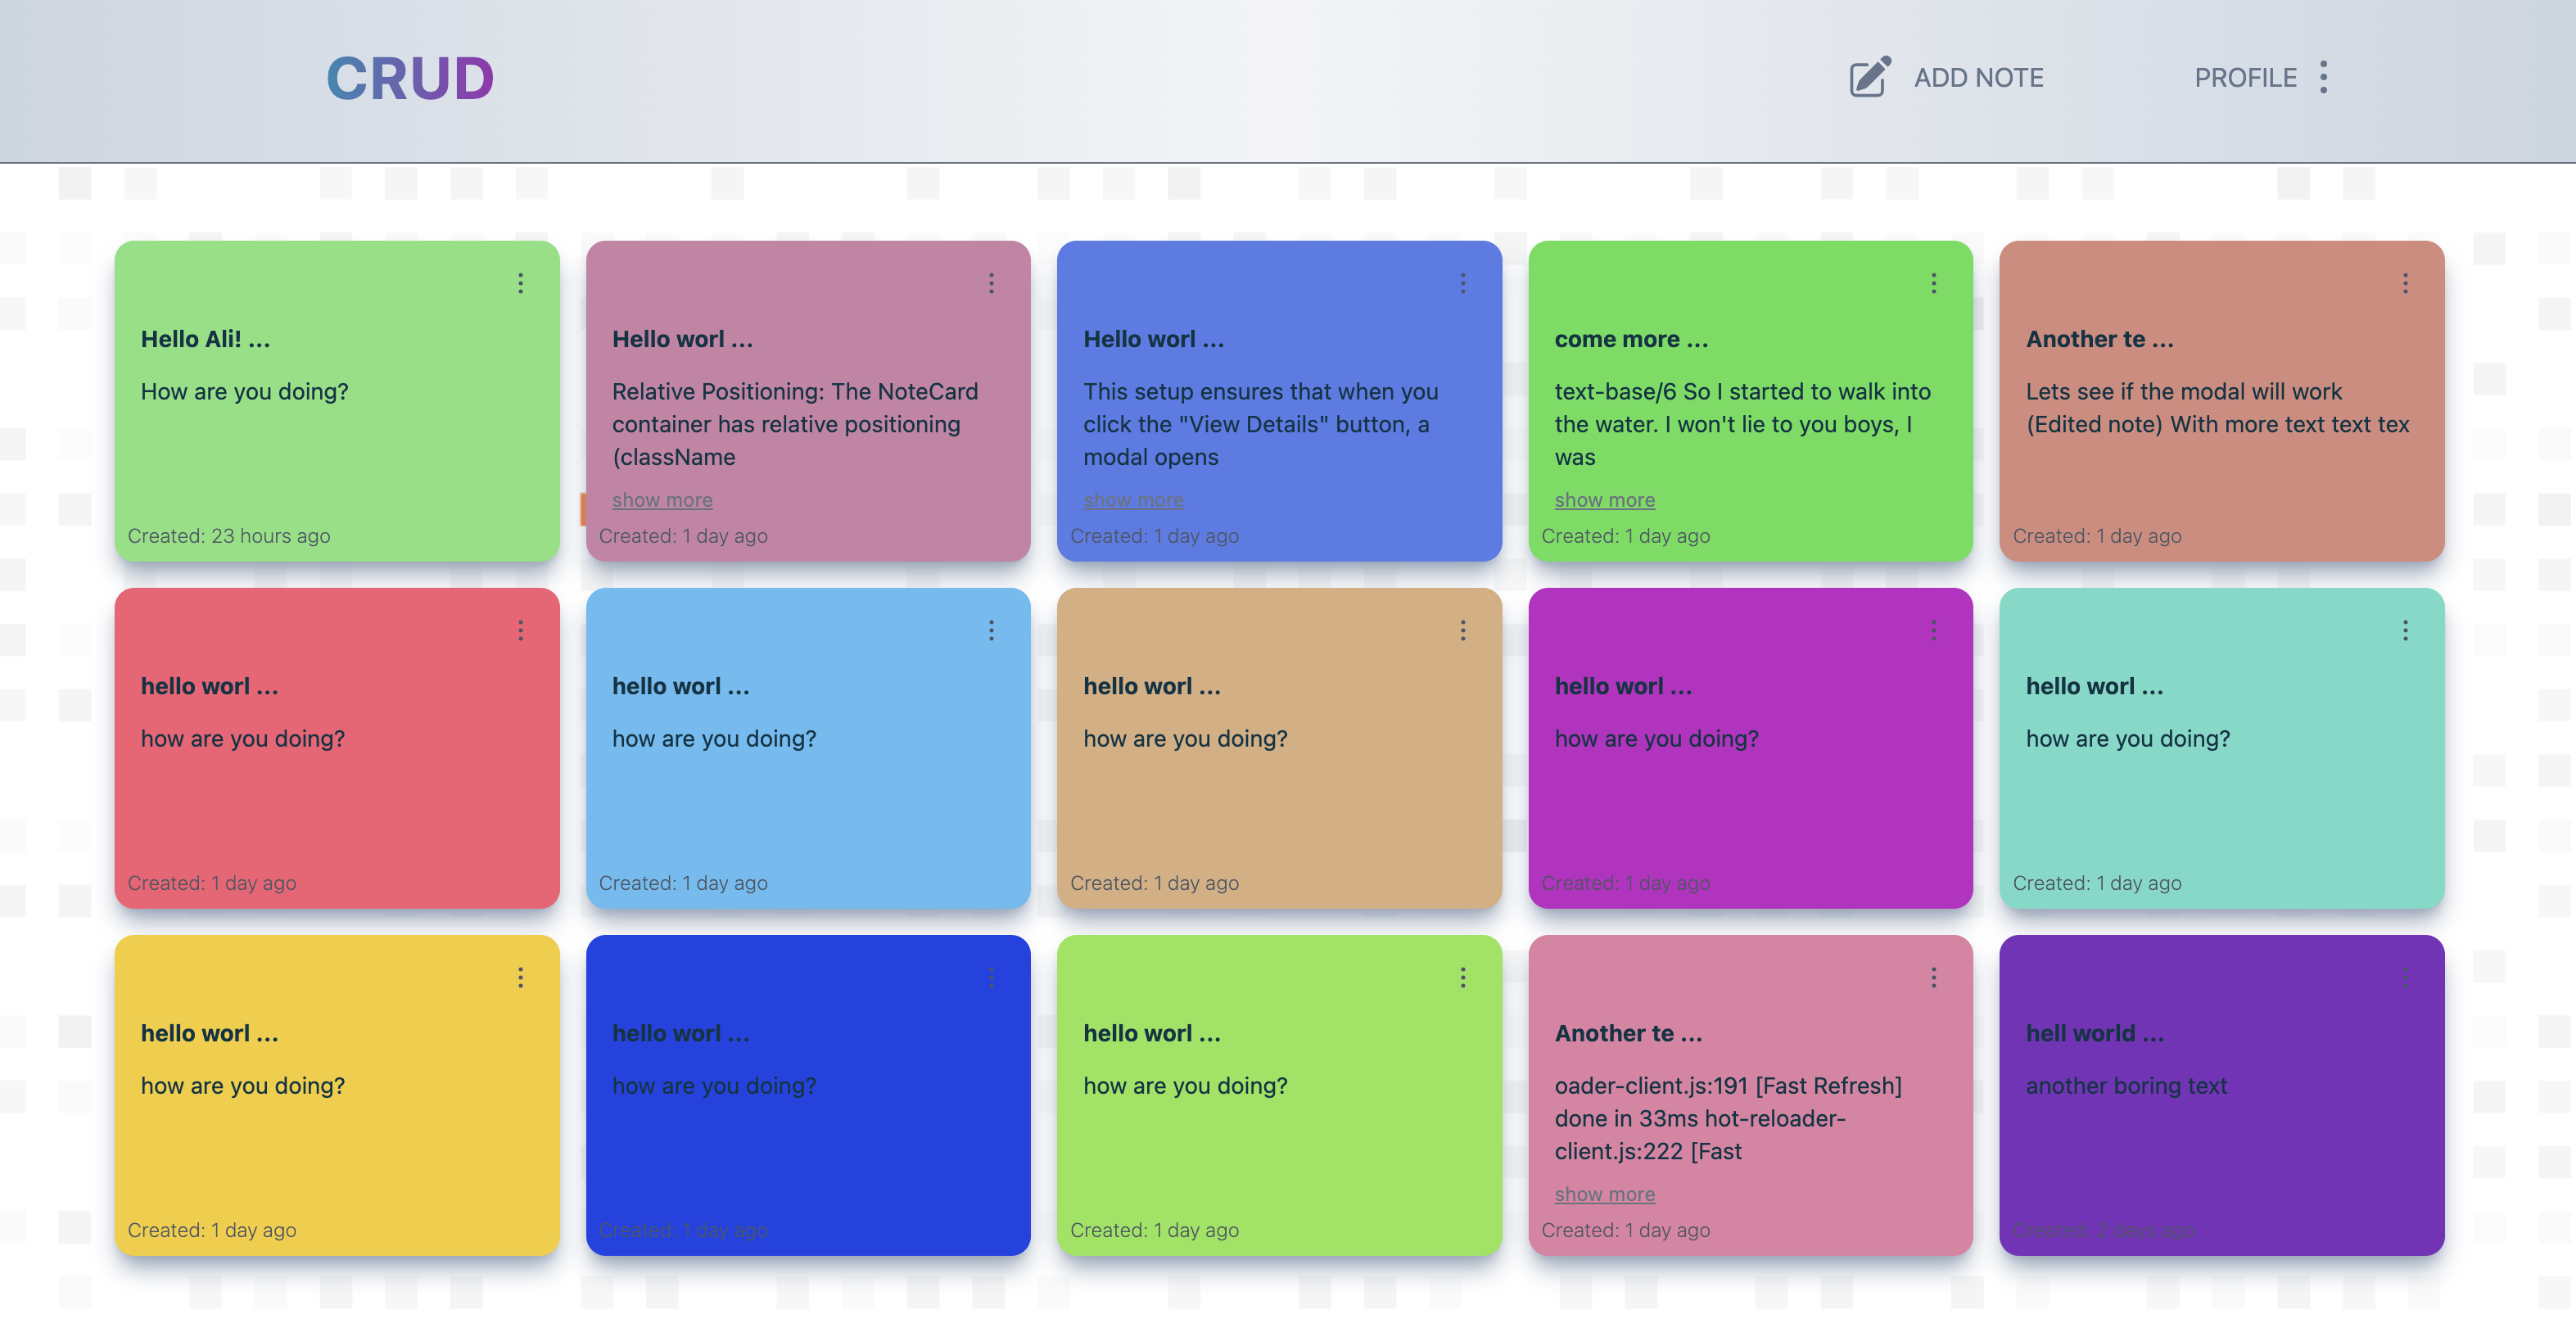 CRUD
ADD NOTE
PROFILE
Hello Ali! ...
How are you doing?
Created: 23 hours ago
Hello worl ...
Relative Positioning: The NoteCard
container has relative positioning
(className
show more
Created: 1 day ago
Hello worl ...
This setup ensures that when you
click the "View Details" button, a
modal opens
show more
Created: 1 day ago
come more ...
text-base/6 So I started to walk into
the water. I won't lie to you boys, I
was
show more
Created: 1 day ago
Another te ...
Lets see if the modal will work
(Edited note) With more text text tex
Created: 1 day ago
hello worl ...
how are you doing?
Created: 1 day ago
hello worl ...
how are you doing?
Created: 1 day ago
hello worl ...
how are you doing?
Created: 1 day ago
hello worl ...
how are you doing?
Created: 1 day ago
hello worl ...
how are you doing?
Created: 1 day ago
hello worl ...
how are you doing?
Created: 1 day ago
hello worl ...
how are you doing?
Created: 1 day ago
hello worl ...
how are you doing?
Created: 1 day ago
Another te ...
oader-client.js:191 [Fast Refresh]
done in 33ms hot-reloader-
client.js:222 [Fast
show more
Created: 1 day ago
hell world ...
another boring text
Created: 2 days ago